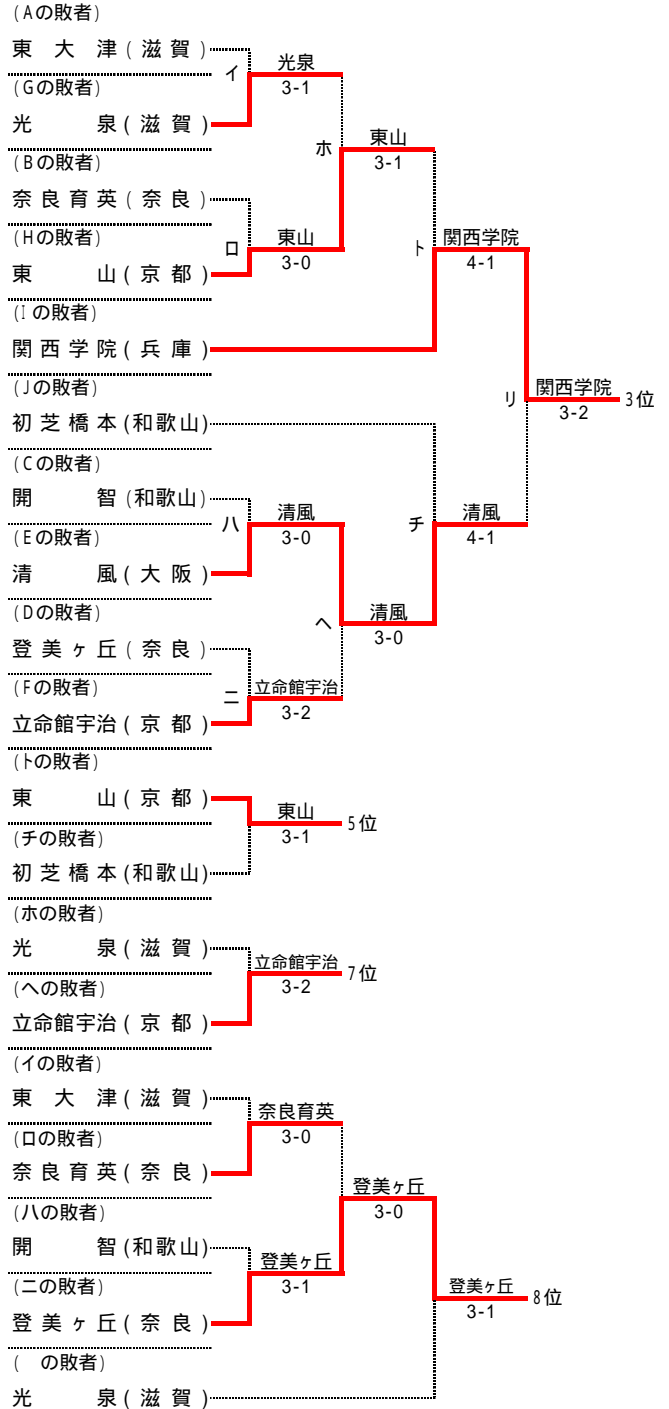 (Aの敗者)
東大津(滋賀)
イ
光泉
3-1
(Gの敗者)
光泉(滋賀)
ホ
東山
3-1
(Bの敗者)
奈良育英(奈良)
(Hの敗者)
ロ
東山
3-0
ト
関西学院
4-1
東山(京都)
(Iの敗者)
関西学院(兵庫)
(Jの敗者)
リ
関西学院
3-2
3位
初芝橋本(和歌山)
(Cの敗者)
開智(和歌山)
ハ
清風
3-0
チ
清風
4-1
(Eの敗者)
清風(大阪)
(Dの敗者)
ヘ
清風
3-0
登美ヶ丘(奈良)
(Fの敗者)
ニ
立命館宇治
3-2
立命館宇治(京都)
(トの敗者)
東山(京都)
東山
3-1
5位
(チの敗者)
初芝橋本(和歌山)
(ホの敗者)
光泉(滋賀)
立命館宇治
3-2
7位
(ヘの敗者)
立命館宇治(京都)
(イの敗者)
東大津(滋賀)
奈良育英
3-0
(ロの敗者)
奈良育英(奈良)
登美ヶ丘
3-0
(ハの敗者)
開智(和歌山)
登美ヶ丘
3-1
(ニの敗者)
登美ヶ丘
3-1
8位
登美ヶ丘(奈良)
( の敗者)
光泉(滋賀)